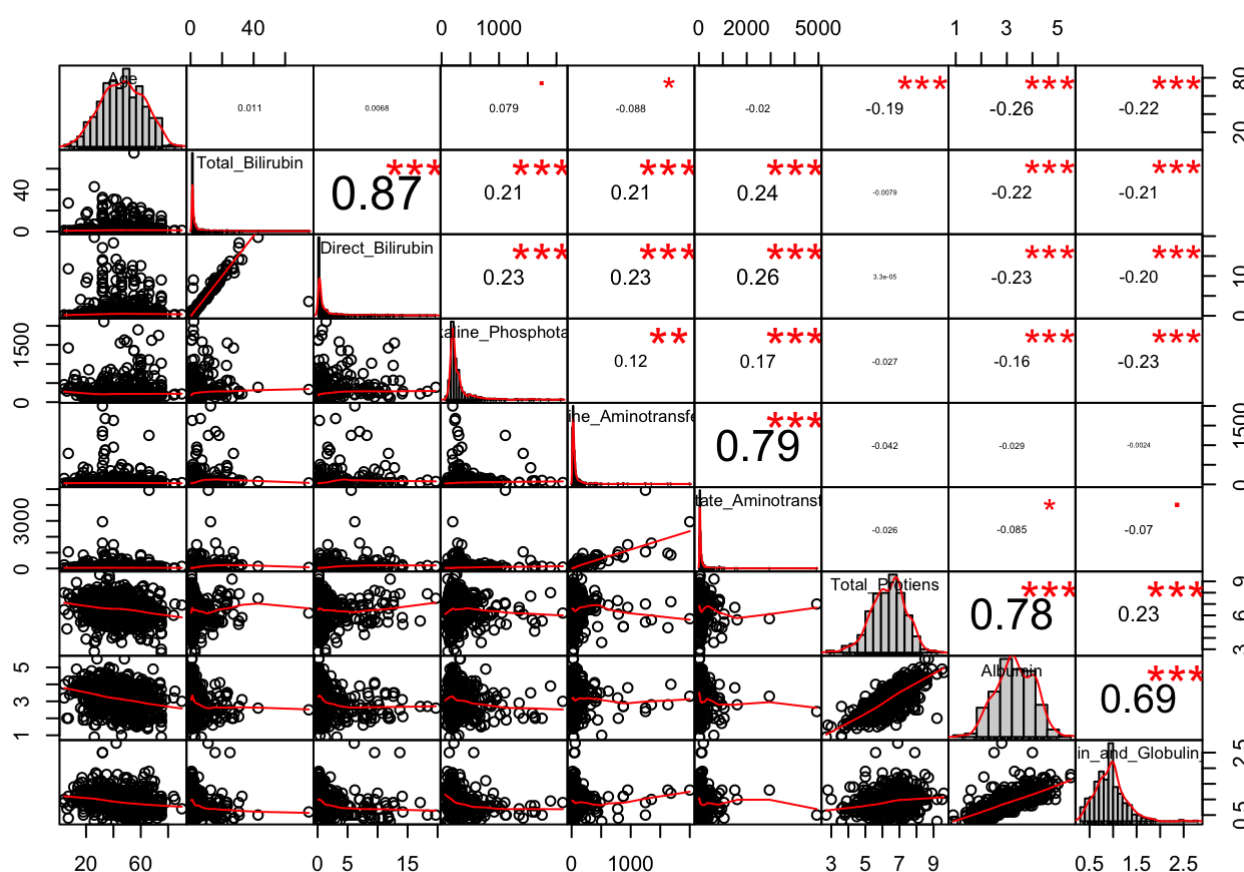 0 40 0 1000 0 2000 5000 1 3 5
Age 0.011 0.0068 0.079 . -0.088 * -0.02 -0.19 *** -0.26 *** -0.22 *** 20 80
0 40 Total_Bilirubin 0.87 *** 0.21 *** 0.21 *** 0.24 *** -0.0079 -0.22 *** -0.21 ***
Direct_Bilirubin 0.23 *** 0.23 *** 0.26 *** 3.3e-05 -0.23 *** -0.20 *** 0 10
0 1500 kaline_Phosphota 0.12 ** 0.17 *** -0.027 -0.16 *** -0.23 ***
ine_Aminotransfe 0.79 *** -0.042 -0.029 -0.0024 0 1500
0 3000 tate_Aminotransf -0.026 -0.085 * -0.07 .
Total_Protiens 0.78 *** 0.23 *** 3 6 9
1 3 5 Albumin 0.69 ***
in_and_Globulin_ 0.5 2.5
20 60 0 5 15 0 1000 3 5 7 9 0.5 1.5 2.5